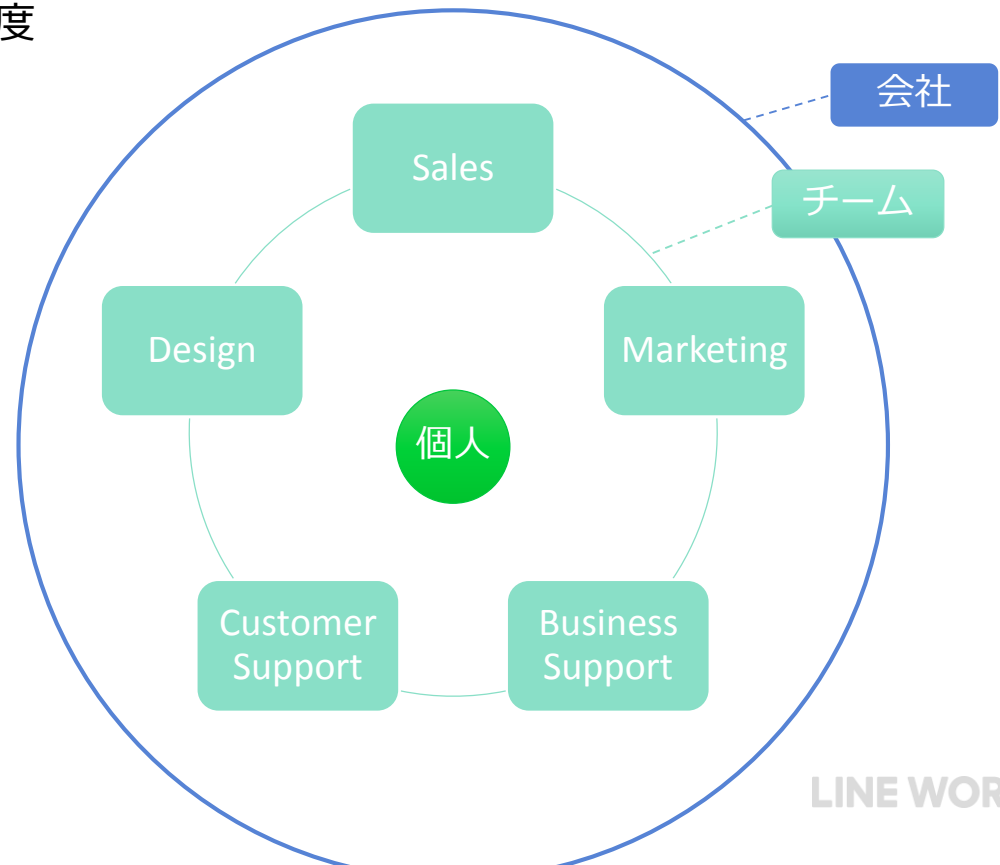 度
会社
Sales
チーム
Design
Marketing
個人
Customer
Support
Business
Support
LINE WOR